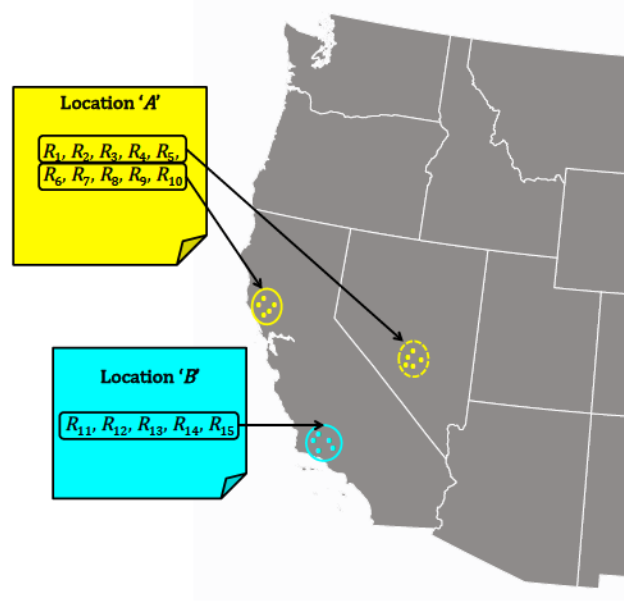 Location ‘A’
R₁, R₂, R₃, R₄, R₅,
R₆, R₇, R₈, R₉, R₁₀
Location ‘B’
R₁₁, R₁₂, R₁₃, R₁₄, R₁₅